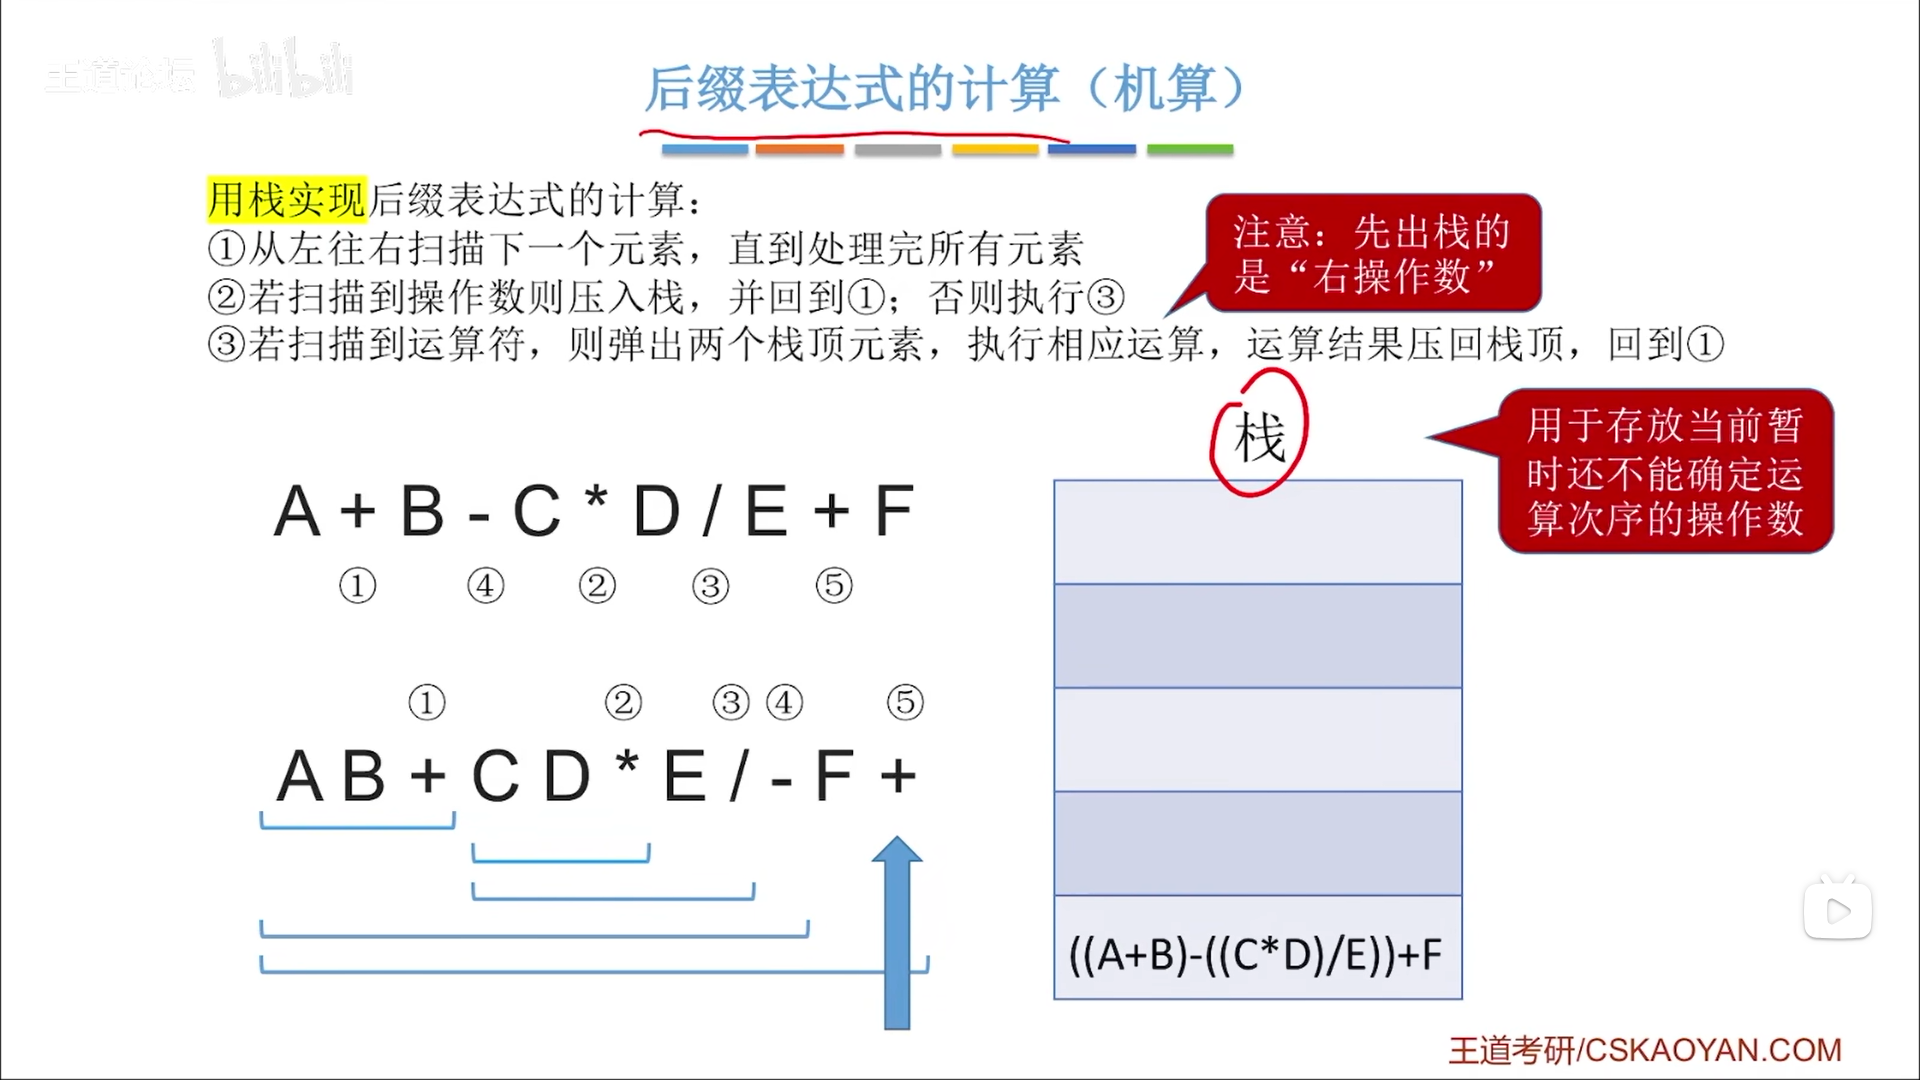 王道论坛 bilibili
后缀表达式的计算（机算）
用栈实现后缀表达式的计算：
①从左往右扫描下一个元素，直到处理完所有元素
②若扫描到操作数则压入栈，并回到①；否则执行③
③若扫描到运算符，则弹出两个栈顶元素，执行相应运算，运算结果压回栈顶，回到①
注意：先出栈的
是“右操作数”
栈
用于存放当前暂
时还不能确定运
算次序的操作数
A + B - C * D / E + F
① ④ ② ③ ⑤
① ② ③ ④ ⑤
A B + C D * E / - F +
((A+B)-((C*D)/E))+F
王道考研/CSKAOYAN.COM